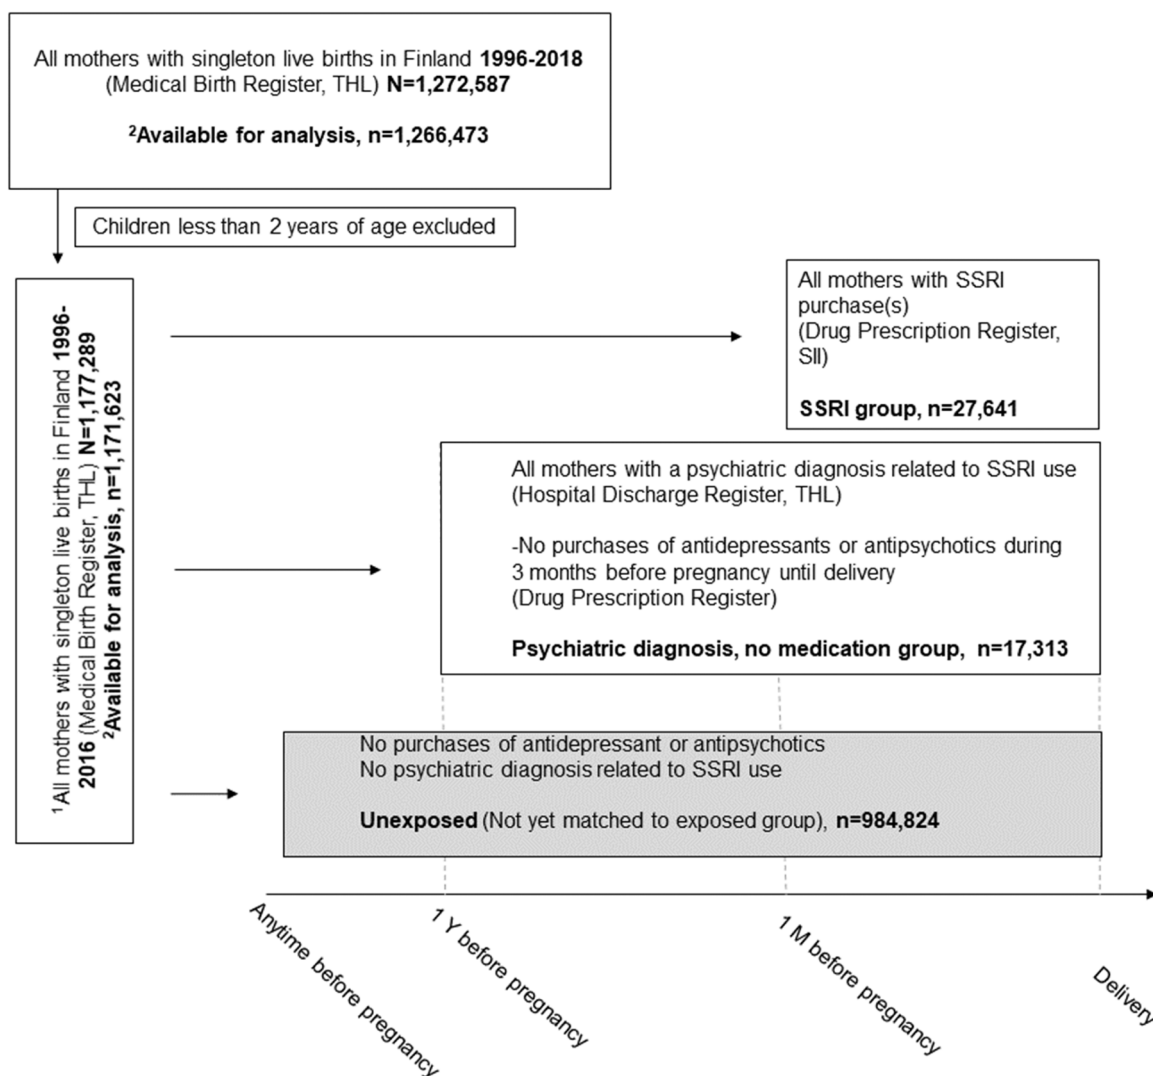 All mothers with singleton live births in Finland 1996-2018
(Medical Birth Register, THL) N=1,272,587
²Available for analysis, n=1,266,473
Children less than 2 years of age excluded
¹All mothers with singleton live births in Finland 1996-
2016 (Medical Birth Register, THL) N=1,177,289
²Available for analysis, n=1,171,623
All mothers with SSRI
purchase(s)
(Drug Prescription Register,
SII)
SSRI group, n=27,641
All mothers with a psychiatric diagnosis related to SSRI use
(Hospital Discharge Register, THL)
-No purchases of antidepressants or antipsychotics during
3 months before pregnancy until delivery
(Drug Prescription Register)
Psychiatric diagnosis, no medication group, n=17,313
No purchases of antidepressant or antipsychotics
No psychiatric diagnosis related to SSRI use
Unexposed (Not yet matched to exposed group), n=984,824
Anytime before pregnancy
1 Y before pregnancy
1 M before pregnancy
Delivery